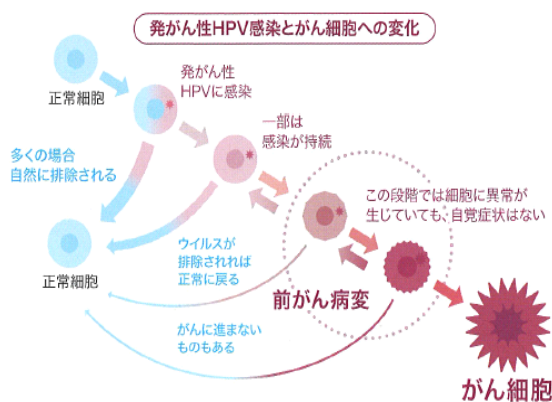 発がん性HPV感染とがん細胞への変化
正常細胞
発がん性
HPVに感染
一部は
感染が持続
多くの場合
自然に排除される
この段階では細胞に異常が
生じていても、自覚症状はない
ウイルスが
排除されれば
正常に戻る
正常細胞
前がん病変
がんに進まない
ものもある
がん細胞